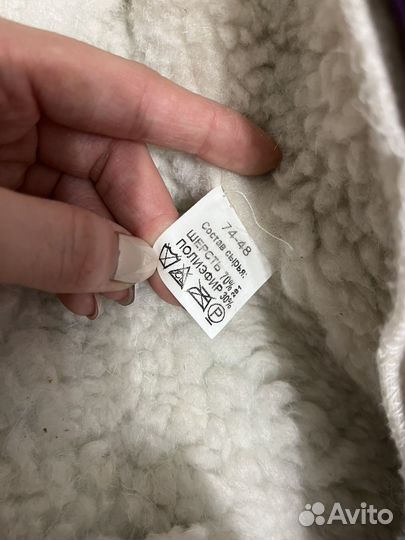 74-48
Состав сырья:
ШЕРСТЬ 70%
ПОЛИЭФИР 30%
P
Avito